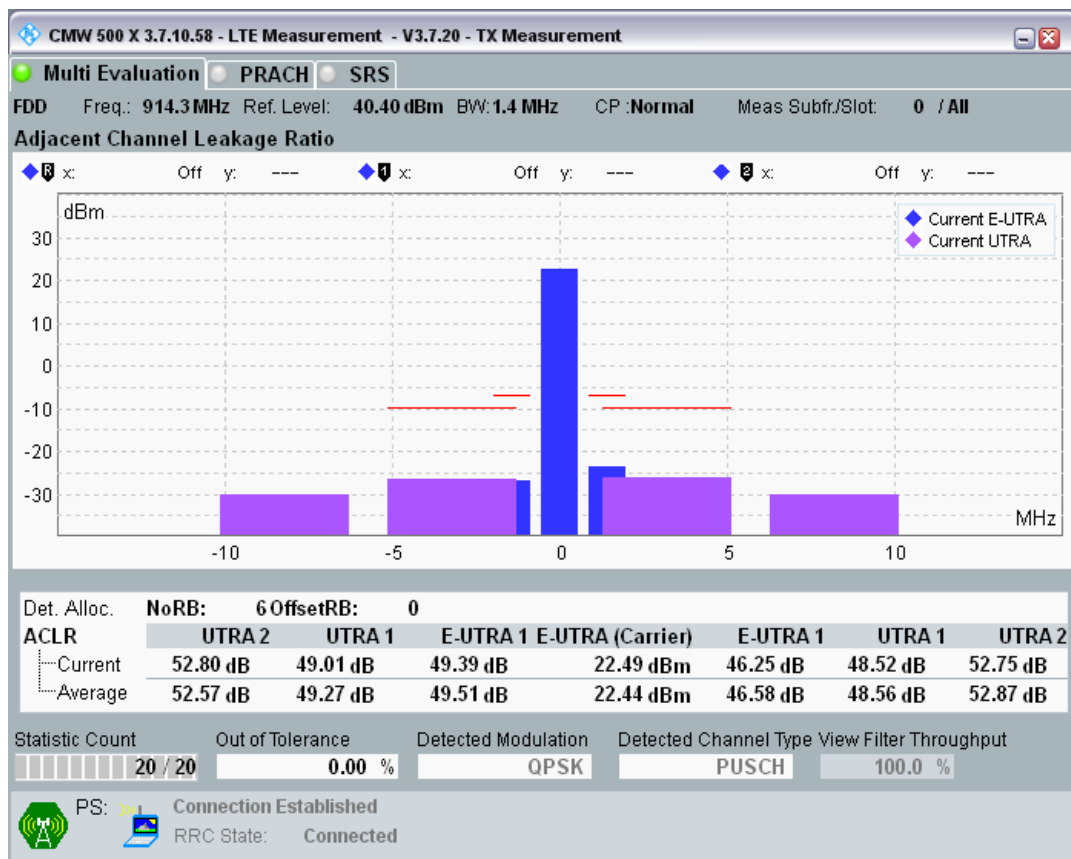 CMW 500 X 3.7.10.58 - LTE Measurement - V3.7.20 - TX Measurement
Multi Evaluation PRACH SRS
FDD Freq.: 914.3 MHz Ref. Level: 40.40 dBm BW: 1.4 MHz CP :Normal Meas Subfr./Slot: 0 / All
Adjacent Channel Leakage Ratio
R x: Off y: --- 1 x: Off y: --- 2 x: Off y: ---
dBm
Current E-UTRA
Current UTRA
30
20
10
0
-10
-20
-30
MHz
-10 -5 0 5 10
Det. Alloc. NoRB: 6 OffsetRB: 0
ACLR UTRA 2 UTRA 1 E-UTRA 1 E-UTRA (Carrier) E-UTRA 1 UTRA 1 UTRA 2
Current 52.80 dB 49.01 dB 49.39 dB 22.49 dBm 46.25 dB 48.52 dB 52.75 dB
Average 52.57 dB 49.27 dB 49.51 dB 22.44 dBm 46.58 dB 48.56 dB 52.87 dB
Statistic Count Out of Tolerance Detected Modulation Detected Channel Type View Filter Throughput
20 / 20 0.00 % QPSK PUSCH 100.0 %
PS: Connection Established
RRC State: Connected